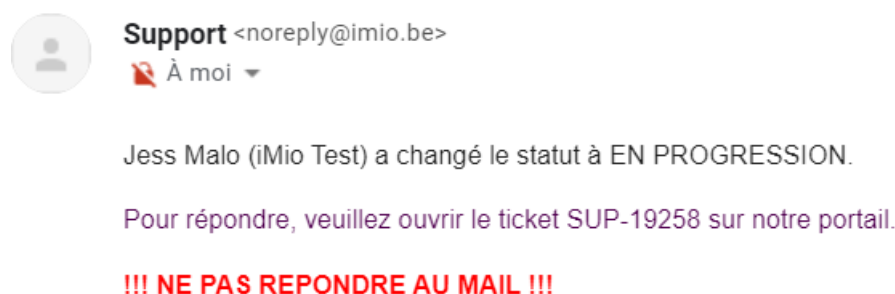 Support <noreply@imio.be>
À moi
Jess Malo (iMio Test) a changé le statut à EN PROGRESSION.
Pour répondre, veuillez ouvrir le ticket SUP-19258 sur notre portail.
!!! NE PAS REPONDRE AU MAIL !!!